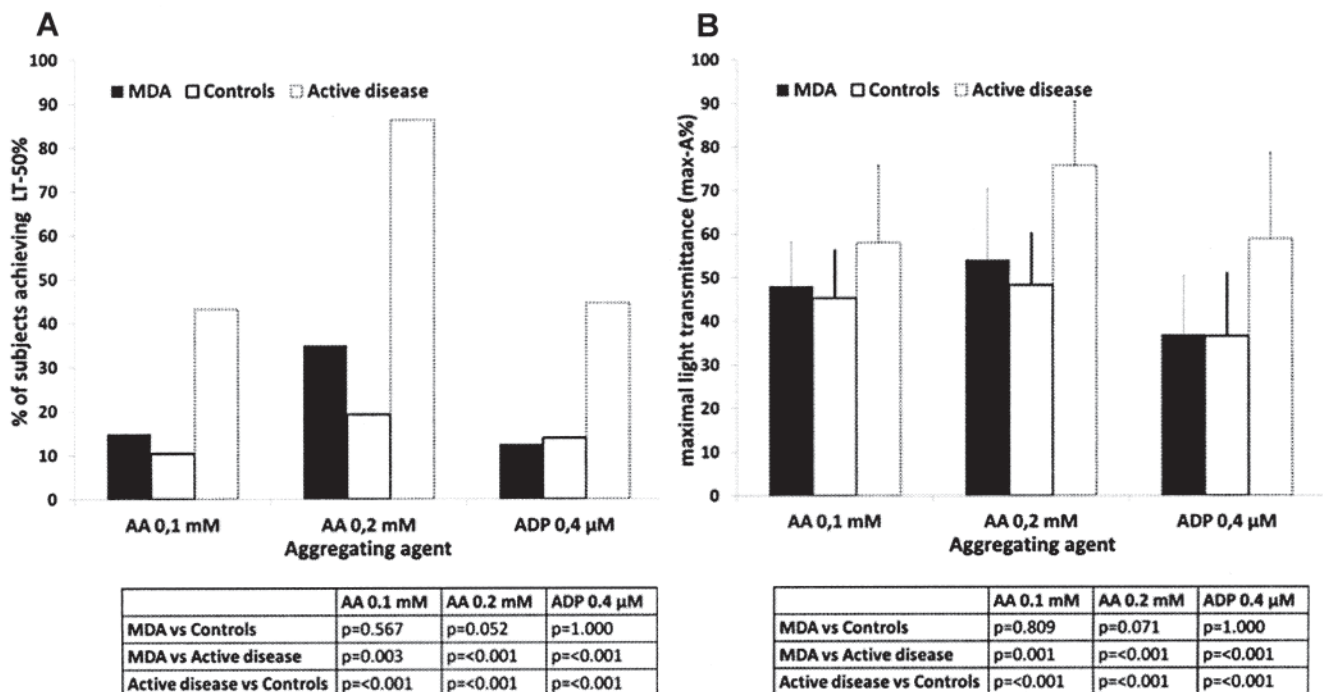 A
% of subjects achieving LT-50%
100
90
80
70
60
50
40
30
20
10
0
MDA Controls Active disease
AA 0,1 mM AA 0,2 mM ADP 0,4 µM
Aggregating agent
AA 0.1 mM AA 0.2 mM ADP 0.4 µM
MDA vs Controls p=0.567 p=0.052 p=1.000
MDA vs Active disease p=0.003 p=<0.001 p=<0.001
Active disease vs Controls p=<0.001 p=<0.001 p=<0.001
B
maximal light transmittance (max-A%)
100
90
80
70
60
50
40
30
20
10
0
MDA Controls Active disease
AA 0,1 mM AA 0,2 mM ADP 0,4 µM
Aggregating agent
AA 0.1 mM AA 0.2 mM ADP 0.4 µM
MDA vs Controls p=0.809 p=0.071 p=1.000
MDA vs Active disease p=0.001 p=<0.001 p=<0.001
Active disease vs Controls p=<0.001 p=<0.001 p=<0.001